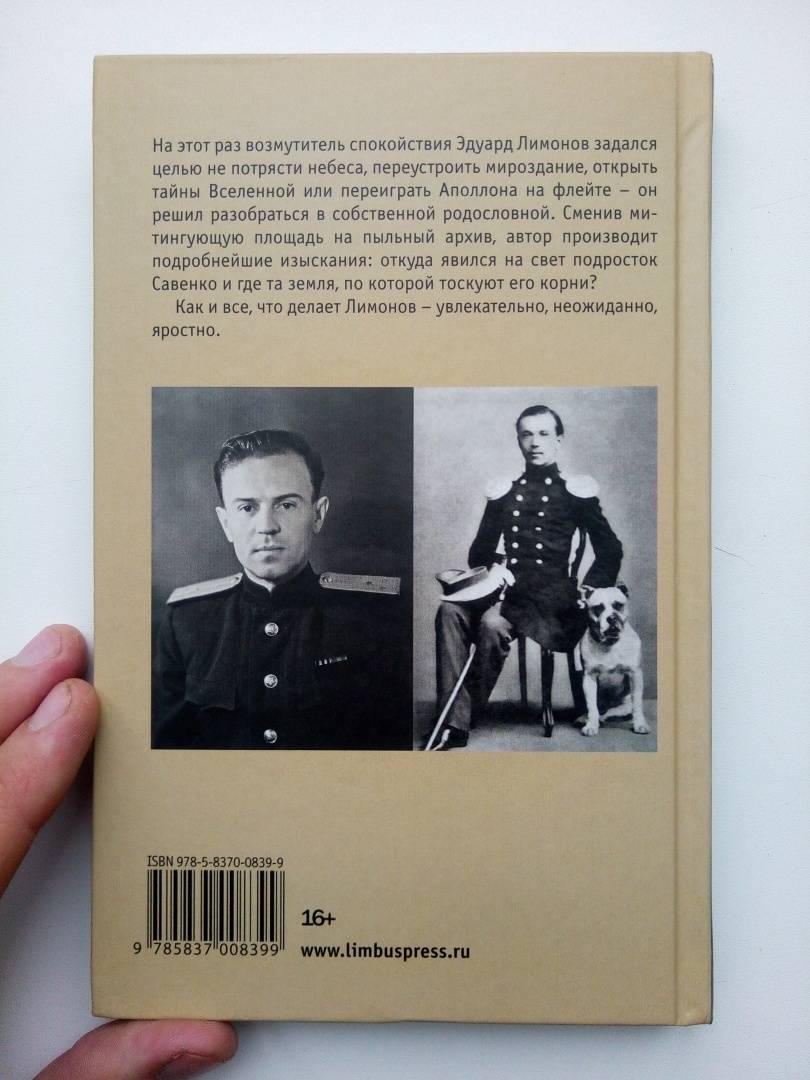 На этот раз возмутитель спокойствия Эдуард Лимонов задался
целью не потрясти небеса, переустроить мироздание, открыть
тайны Вселенной или переиграть Аполлона на флейте – он
решил разобраться в собственной родословной. Сменив ми-
тингующую площадь на пыльный архив, автор производит
подробнейшие изыскания: откуда явился на свет подросток
Савенко и где та земля, по которой тоскуют его корни?
Как и все, что делает Лимонов – увлекательно, неожиданно,
яростно.
ISBN 978-5-8370-0839-9
9 785837 008399
16+
www.limbuspress.ru